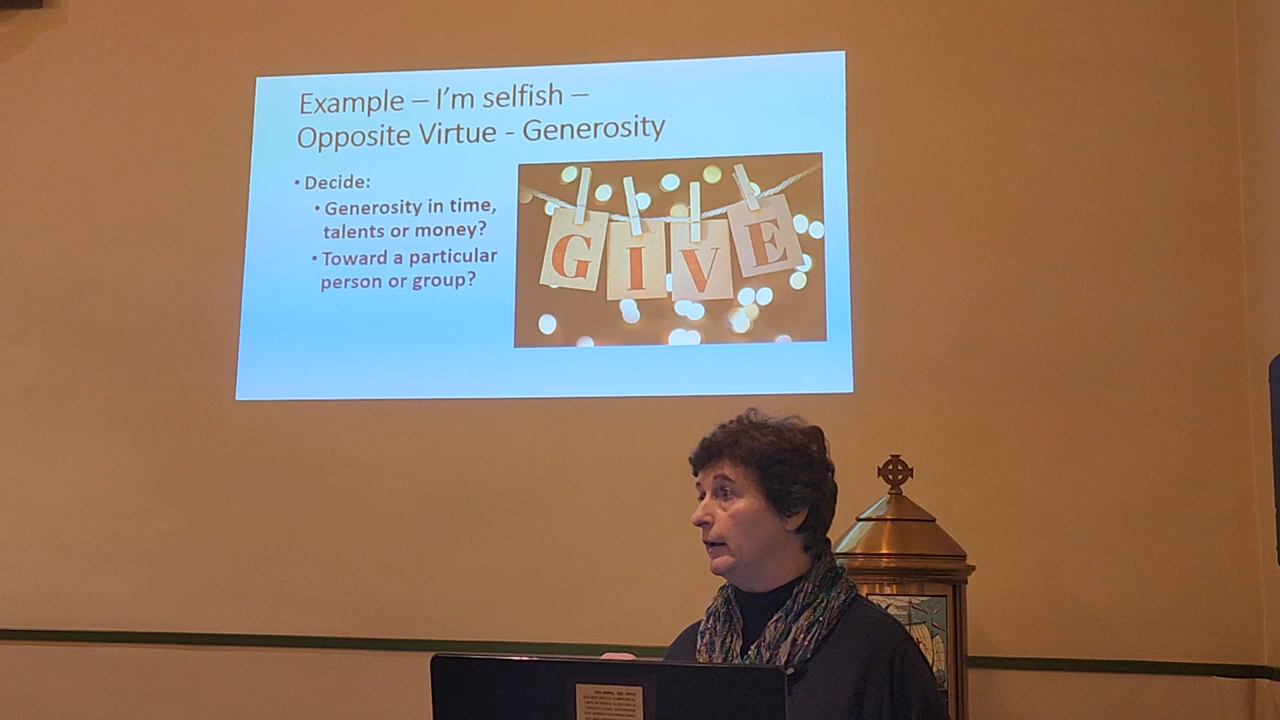 Example – I'm selfish –
Opposite Virtue - Generosity
• Decide:
• Generosity in time,
talents or money?
• Toward a particular
person or group?
GIVE